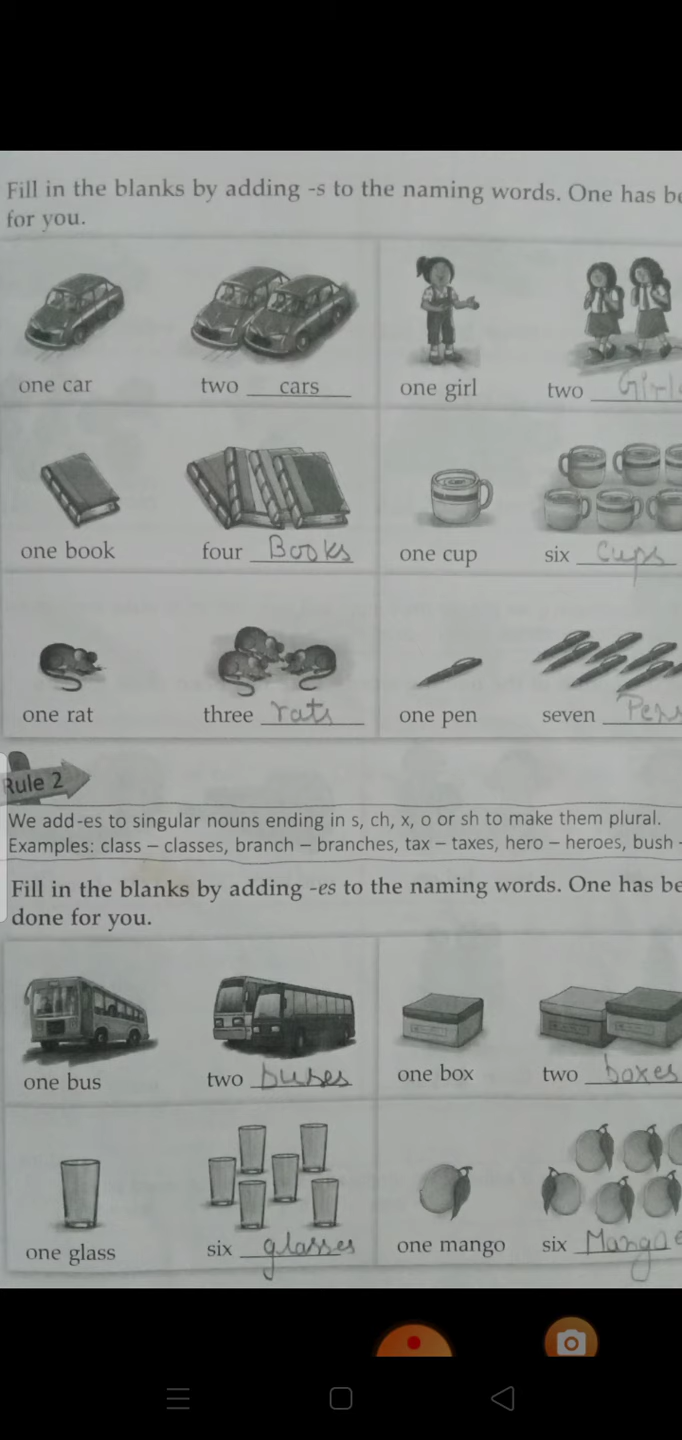 Fill in the blanks by adding -s to the naming words. One has be
for you.
one car two cars one girl two Girls
one book four Books one cup six Cups
one rat three rats one pen seven Pens
Rule 2
We add -es to singular nouns ending in s, ch, x, o or sh to make them plural.
Examples: class – classes, branch – branches, tax – taxes, hero – heroes, bush -
Fill in the blanks by adding -es to the naming words. One has be
done for you.
one bus two buses one box two boxes
one glass six glasses one mango six Mangoe